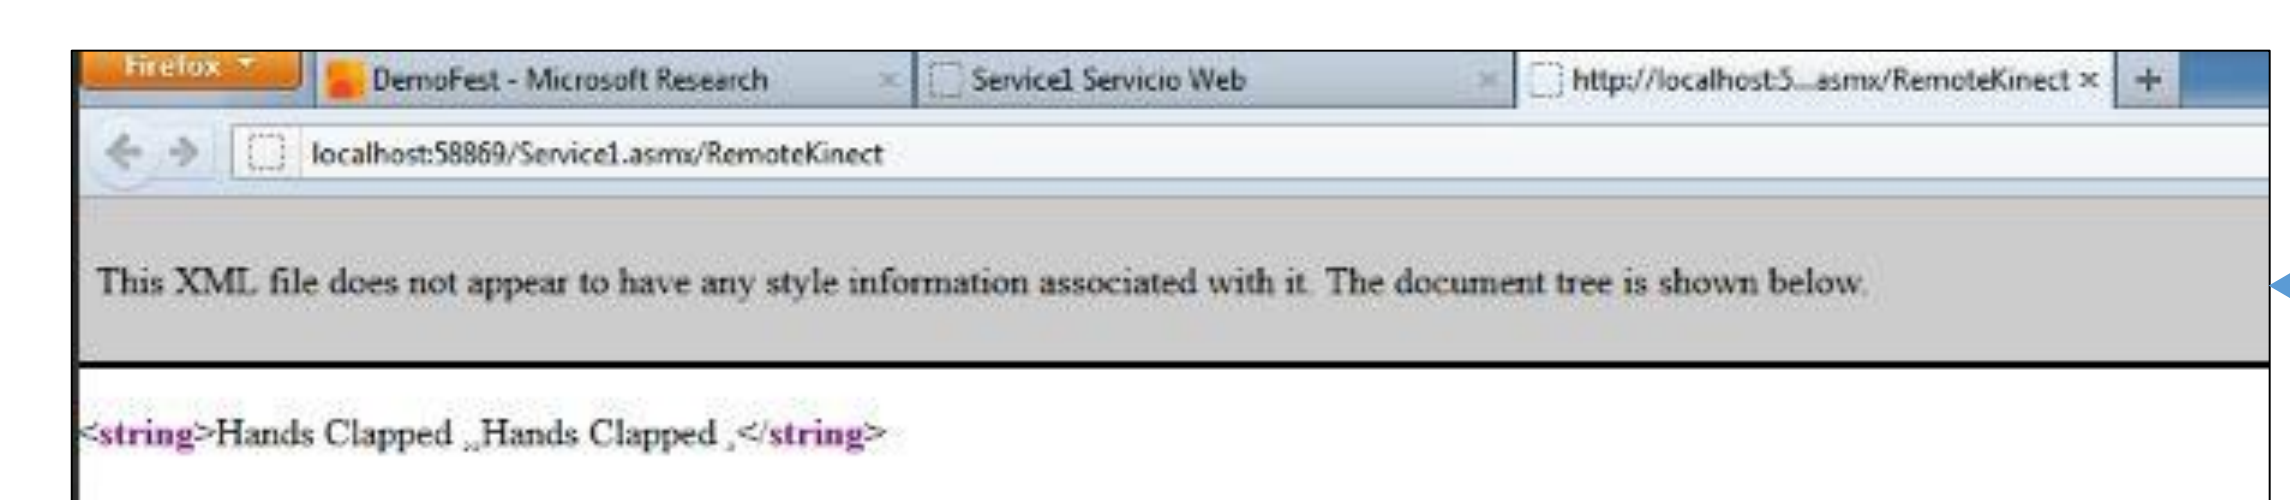 Firefox
DemoFest - Microsoft Research
Service1 Servicio Web
http://localhost:5...asmx/RemoteKinect
localhost:58869/Service1.asmx/RemoteKinect
This XML file does not appear to have any style information associated with it. The document tree is shown below.
<string>Hands Clapped ,,Hands Clapped ,</string>